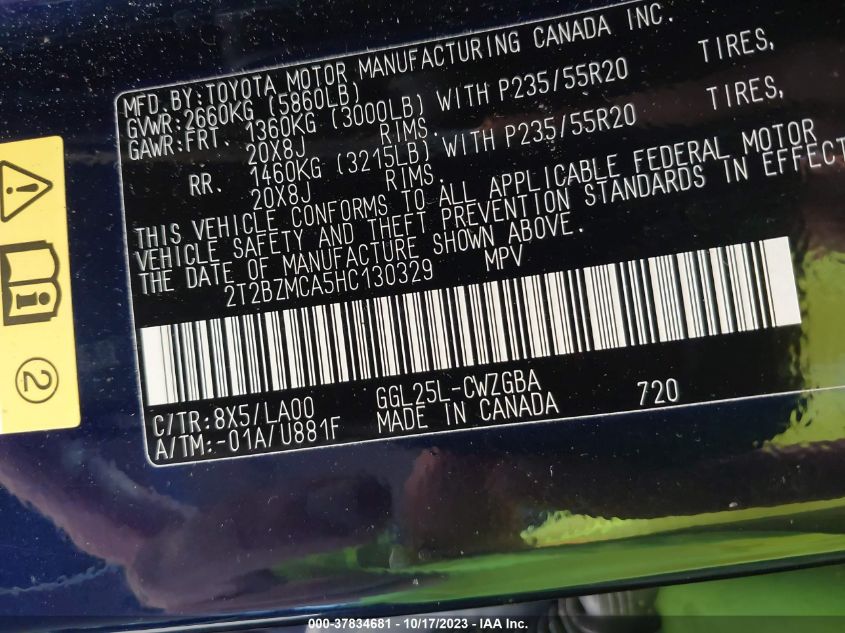 MFD.BY:TOYOTA MOTOR MANUFACTURING CANADA INC.
GVWR:2660KG (5860LB)
GAWR:FRT. 1360KG (3000LB) WITH P235/55R20 TIRES,
20X8J RIMS.
RR. 1460KG (3215LB) WITH P235/55R20 TIRES,
20X8J RIMS.
THIS VEHICLE CONFORMS TO ALL APPLICABLE FEDERAL MOTOR
VEHICLE SAFETY AND THEFT PREVENTION STANDARDS IN EFFECT
THE DATE OF MANUFACTURE SHOWN ABOVE.
2T2BZMCA5HC130329 MPV
C/TR:8X5/LA00 GGL25L-CWZGBA 720
A/TM:-01A/U881F MADE IN CANADA
2
000-37834681 - 10/17/2023 - IAA Inc.